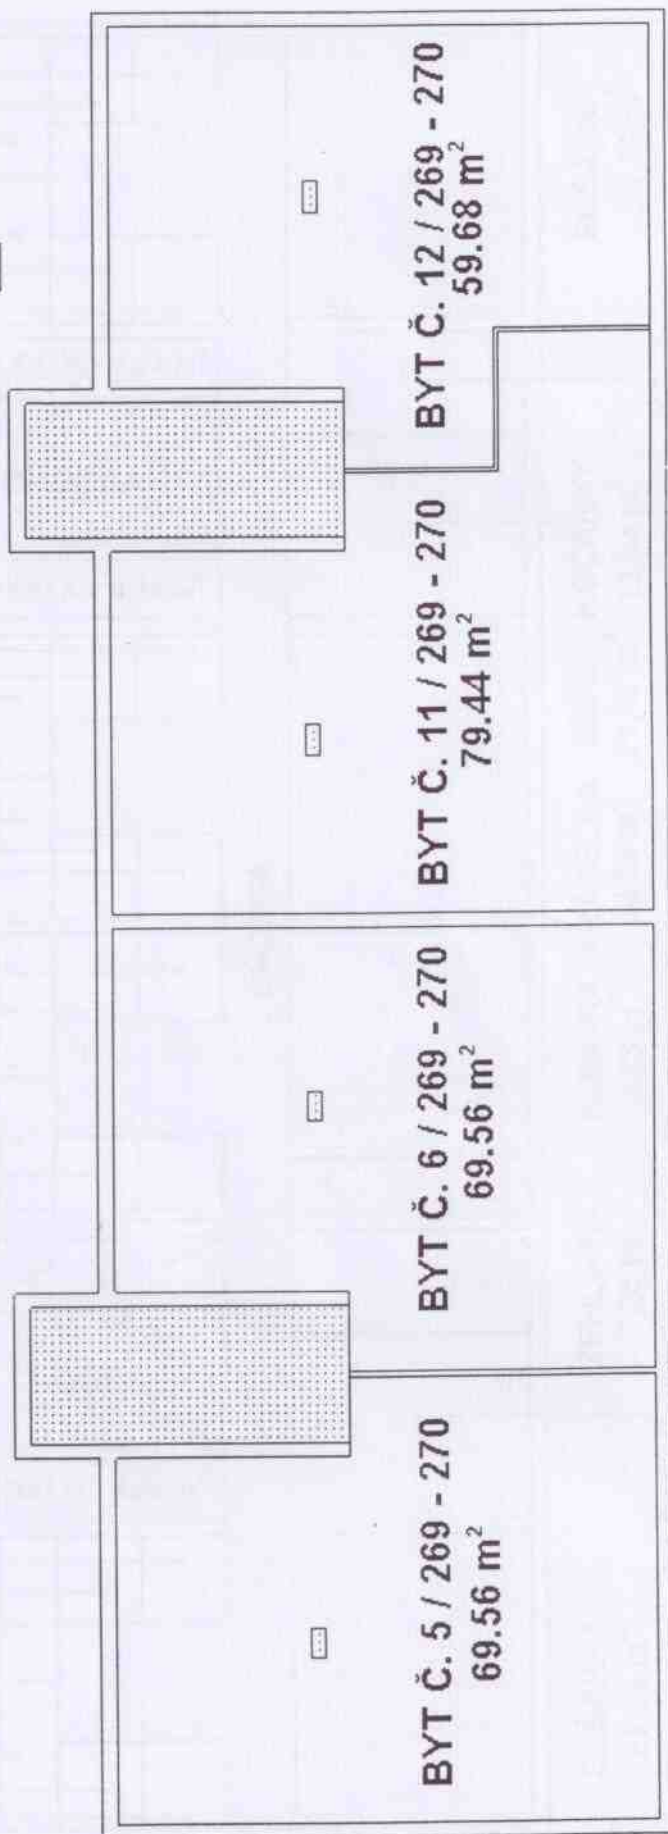 BYT Č. 5 / 269 - 270
69.56 m²
BYT Č. 6 / 269 - 270
69.56 m²
BYT Č. 11 / 269 - 270
79.44 m²
BYT Č. 12 / 269 - 270
59.68 m²